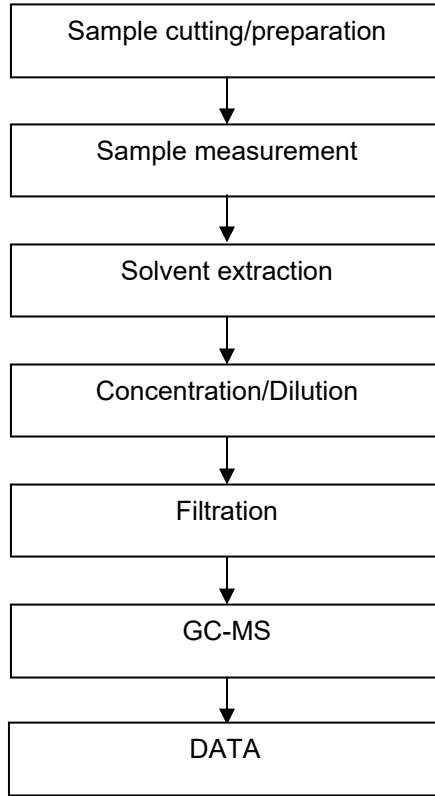 Sample cutting/preparation
Sample measurement
Solvent extraction
Concentration/Dilution
Filtration
GC-MS
DATA